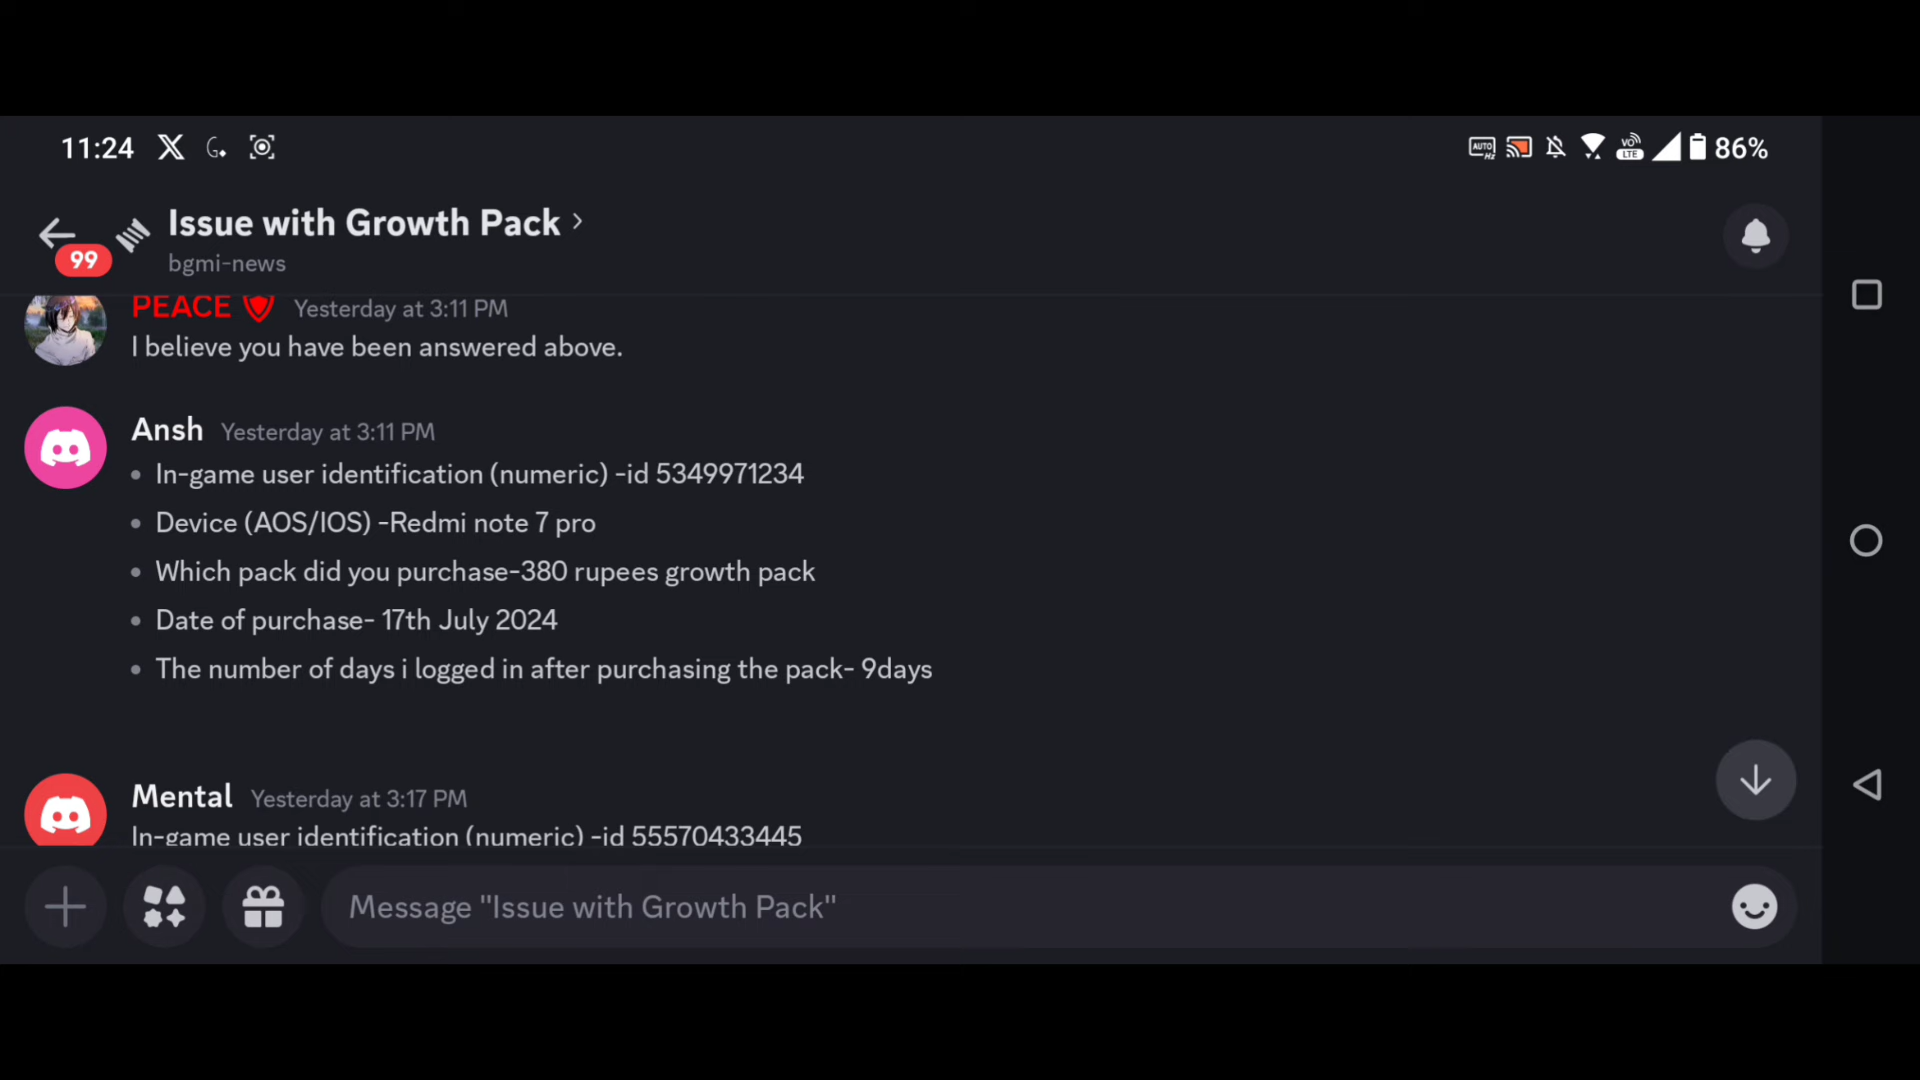 11:24
AUTO Hz
VO LTE
86%
Issue with Growth Pack
99
bgmi-news
PEACE Yesterday at 3:11 PM
I believe you have been answered above.
Ansh Yesterday at 3:11 PM
• In-game user identification (numeric) -id 5349971234
• Device (AOS/IOS) -Redmi note 7 pro
• Which pack did you purchase-380 rupees growth pack
• Date of purchase- 17th July 2024
• The number of days i logged in after purchasing the pack- 9days
Mental Yesterday at 3:17 PM
In-game user identification (numeric) -id 55570433445
Message "Issue with Growth Pack"